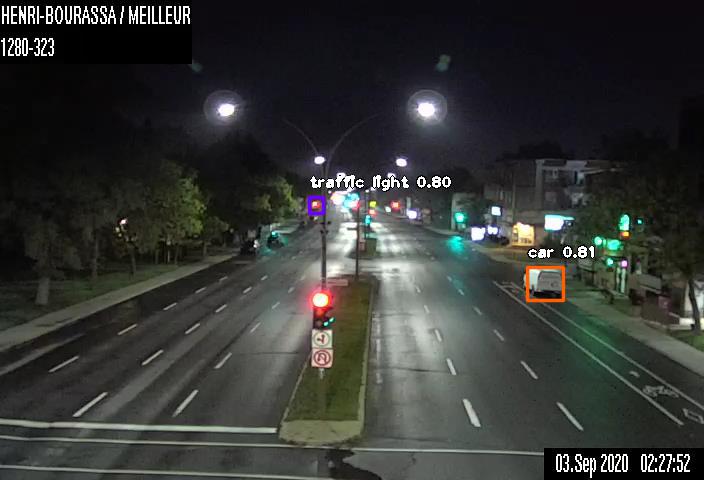 HENRI-BOURASSA / MEILLEUR
1280-323
traffic light 0.80
car 0.81
03.Sep 2020 02:27:52